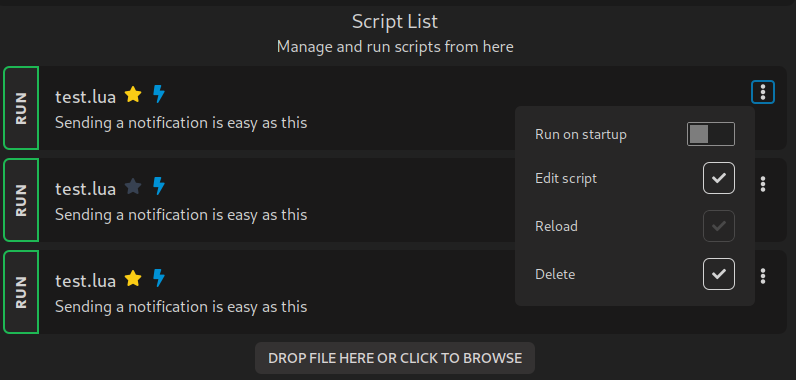 Script List
Manage and run scripts from here
RUN
test.lua
Sending a notification is easy as this
Run on startup
Edit script
Reload
Delete
RUN
test.lua
Sending a notification is easy as this
RUN
test.lua
Sending a notification is easy as this
DROP FILE HERE OR CLICK TO BROWSE